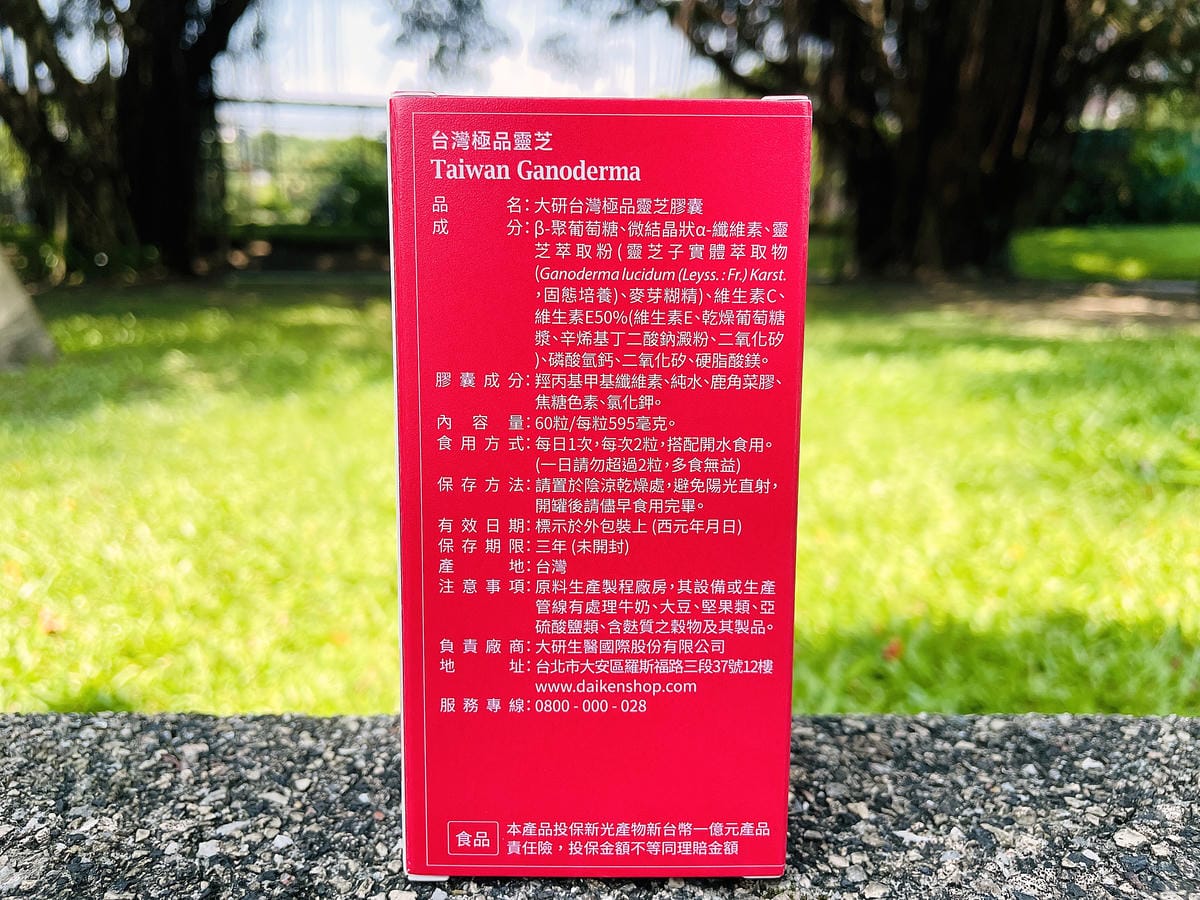 台灣極品靈芝
Taiwan Ganoderma
品名：大研台灣極品靈芝膠囊
成分：β-聚葡萄糖、微結晶狀α-纖維素、靈
芝萃取粉(靈芝子實體萃取物
(Ganoderma lucidum (Leyss. : Fr.) Karst.
，固態培養)、麥芽糊精)、維生素C、
維生素E50%(維生素E、乾燥葡萄糖
漿、辛烯基丁二酸鈉澱粉、二氧化矽
)、磷酸氫鈣、二氧化矽、硬脂酸鎂。
膠囊成分：羥丙基甲基纖維素、純水、鹿角菜膠、
焦糖色素、氯化鉀。
內容量：60粒/每粒595毫克。
食用方式：每日1次，每次2粒，搭配開水食用。
(一日請勿超過2粒，多食無益)
保存方法：請置於陰涼乾燥處，避免陽光直射，
開罐後請儘早食用完畢。
有效日期：標示於外包裝上 (西元年月日)
保存期限：三年 (未開封)
產地：台灣
注意事項：原料生產製程廠房，其設備或生產
管線有處理牛奶、大豆、堅果類、亞
硫酸鹽類、含麩質之穀物及其製品。
負責廠商：大研生醫國際股份有限公司
地址：台北市大安區羅斯福路三段37號12樓
www.daikenshop.com
服務專線：0800 - 000 - 028
食品
本產品投保新光產物新台幣一億元產品
責任險，投保金額不等同理賠金額